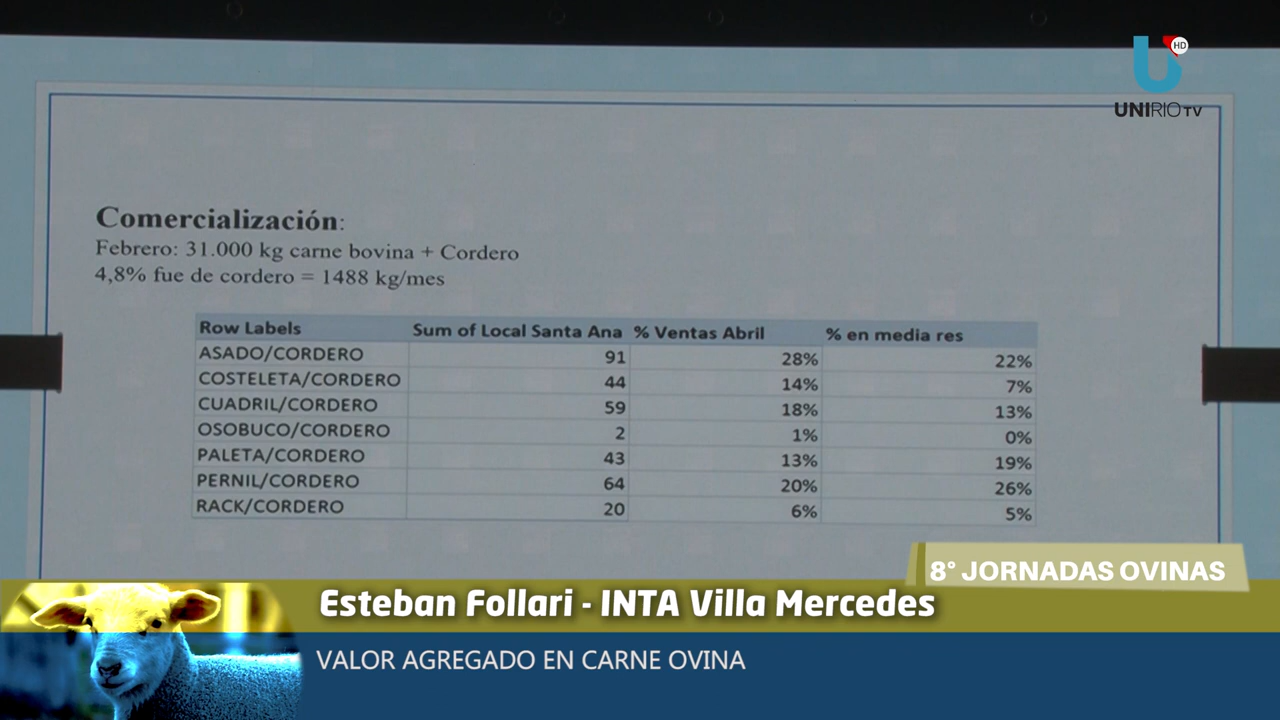 HD
UNIRIO TV
Comercialización:
Febrero: 31.000 kg carne bovina + Cordero
4,8% fue de cordero = 1488 kg/mes
Row Labels Sum of Local Santa Ana % Ventas Abril % en media res
ASADO/CORDERO 91 28% 22%
COSTELETA/CORDERO 44 14% 7%
CUADRIL/CORDERO 59 18% 13%
OSOBUCO/CORDERO 2 1% 0%
PALETA/CORDERO 43 13% 19%
PERNIL/CORDERO 64 20% 26%
RACK/CORDERO 20 6% 5%
8° JORNADAS OVINAS
Esteban Follari - INTA Villa Mercedes
VALOR AGREGADO EN CARNE OVINA